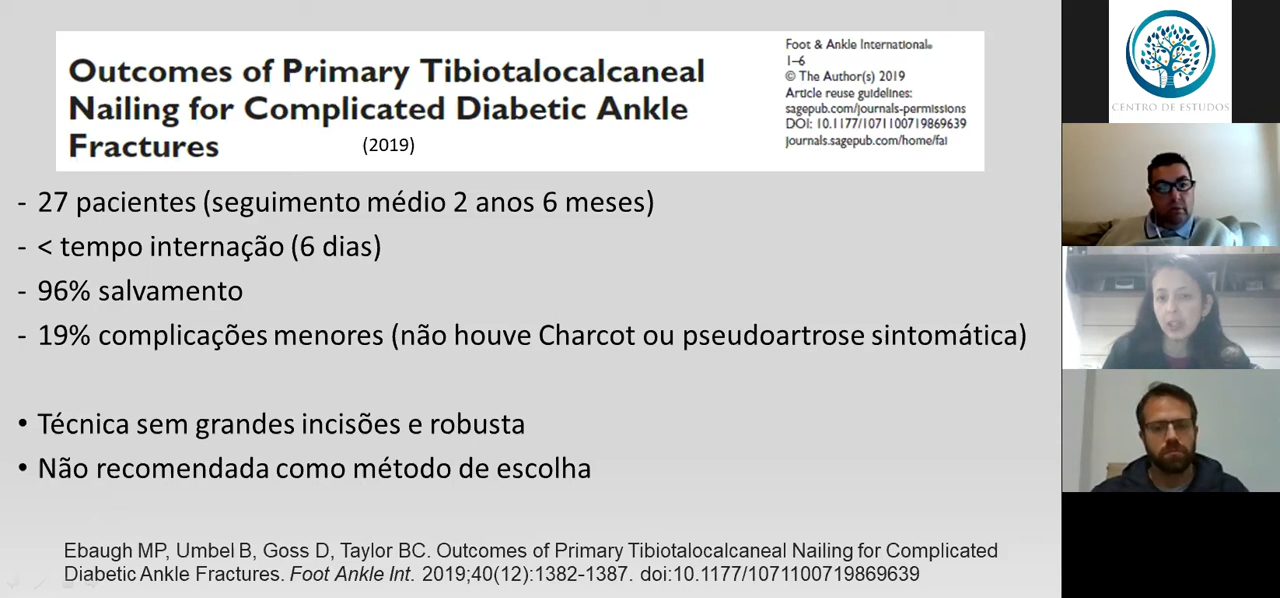 Outcomes of Primary Tibiotalocalcaneal
Nailing for Complicated Diabetic Ankle
Fractures
(2019)
Foot & Ankle International®
1–6
© The Author(s) 2019
Article reuse guidelines:
sagepub.com/journals-permissions
DOI: 10.1177/1071100719869639
journals.sagepub.com/home/fai
- 27 pacientes (seguimento médio 2 anos 6 meses)
- < tempo internação (6 dias)
- 96% salvamento
- 19% complicações menores (não houve Charcot ou pseudoartrose sintomática)
• Técnica sem grandes incisões e robusta
• Não recomendada como método de escolha
Ebaugh MP, Umbel B, Goss D, Taylor BC. Outcomes of Primary Tibiotalocalcaneal Nailing for Complicated
Diabetic Ankle Fractures. Foot Ankle Int. 2019;40(12):1382-1387. doi:10.1177/1071100719869639
CENTRO DE ESTUDOS